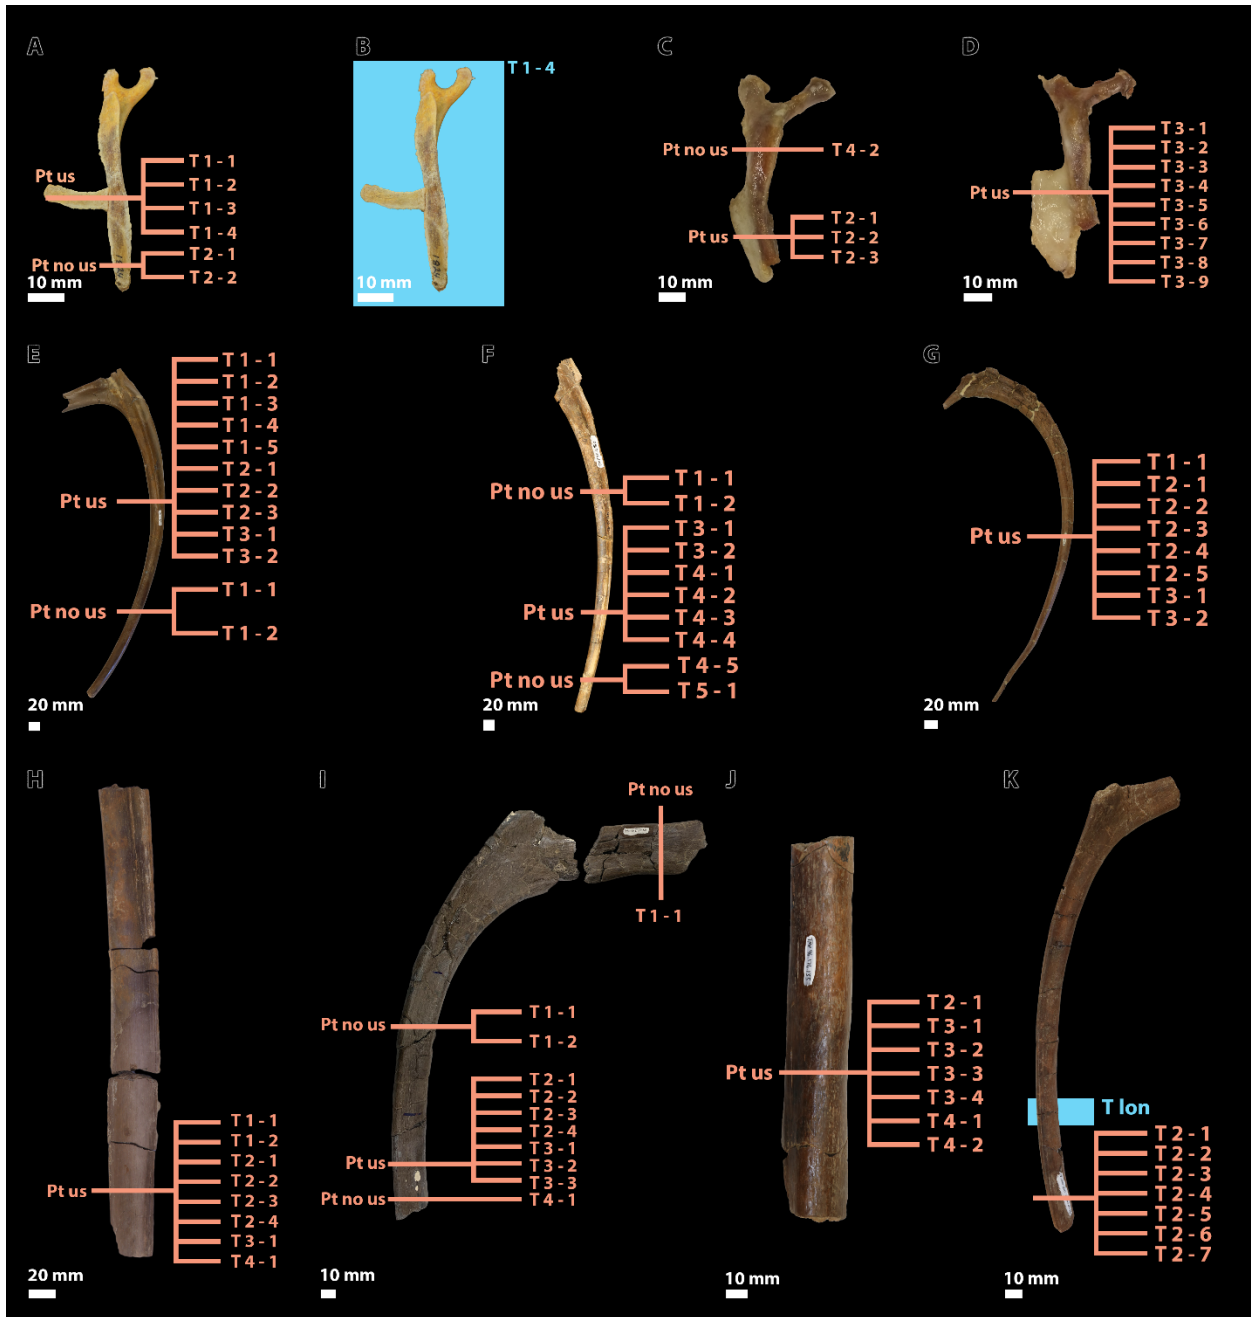 A
Pt us
T1-1
T1-2
T1-3
T1-4
Pt no us
T2-1
T2-2
10 mm
B
T1-4
10 mm
C
Pt no us
T4-2
Pt us
T2-1
T2-2
T2-3
10 mm
D
Pt us
T3-1
T3-2
T3-3
T3-4
T3-5
T3-6
T3-7
T3-8
T3-9
10 mm
E
Pt us
T1-1
T1-2
T1-3
T1-4
T1-5
T2-1
T2-2
T2-3
T3-1
T3-2
Pt no us
T1-1
T1-2
20 mm
F
Pt no us
T1-1
T1-2
Pt us
T3-1
T3-2
T4-1
T4-2
T4-3
T4-4
Pt no us
T4-5
T5-1
20 mm
G
Pt us
T1-1
T2-1
T2-2
T2-3
T2-4
T2-5
T3-1
T3-2
20 mm
H
Pt us
T1-1
T1-2
T2-1
T2-2
T2-3
T2-4
T3-1
T4-1
20 mm
I
Pt no us
T1-1
Pt no us
T1-1
T1-2
Pt us
T2-1
T2-2
T2-3
T2-4
T3-1
T3-2
T3-3
Pt no us
T4-1
10 mm
J
Pt us
T2-1
T3-1
T3-2
T3-3
T3-4
T4-1
T4-2
10 mm
K
T lon
T2-1
T2-2
T2-3
T2-4
T2-5
T2-6
T2-7
10 mm